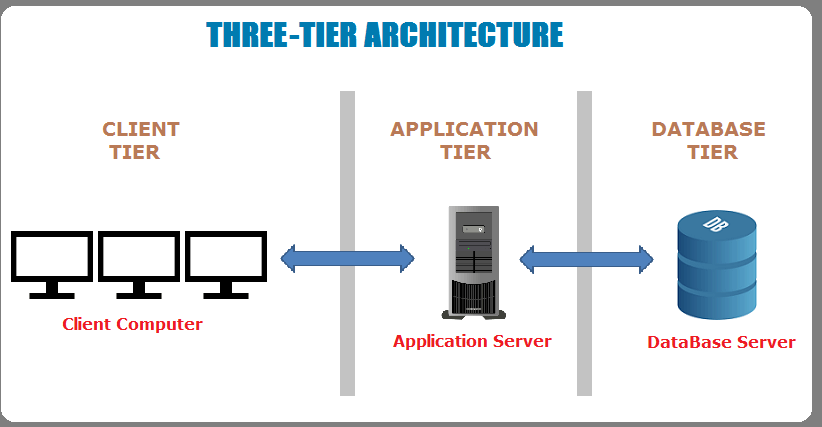 THREE-TIER ARCHITECTURE
CLIENT
TIER
APPLICATION
TIER
DATABASE
TIER
DB
Client Computer
Application Server
DataBase Server